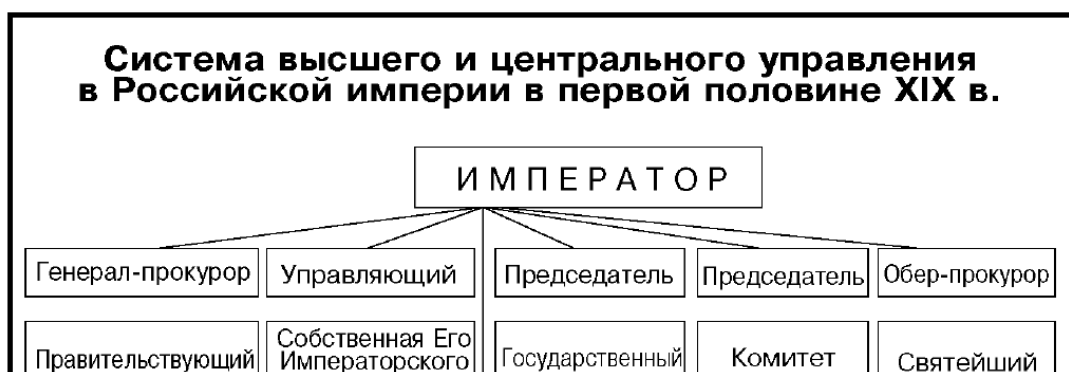 Система высшего и центрального управления
в Российской империи в первой половине XIX в.
ИМПЕРАТОР
Генерал-прокурор
Управляющий
Председатель
Председатель
Обер-прокурор
Правительствующий
Собственная Его
Императорского
Государственный
Комитет
Святейший